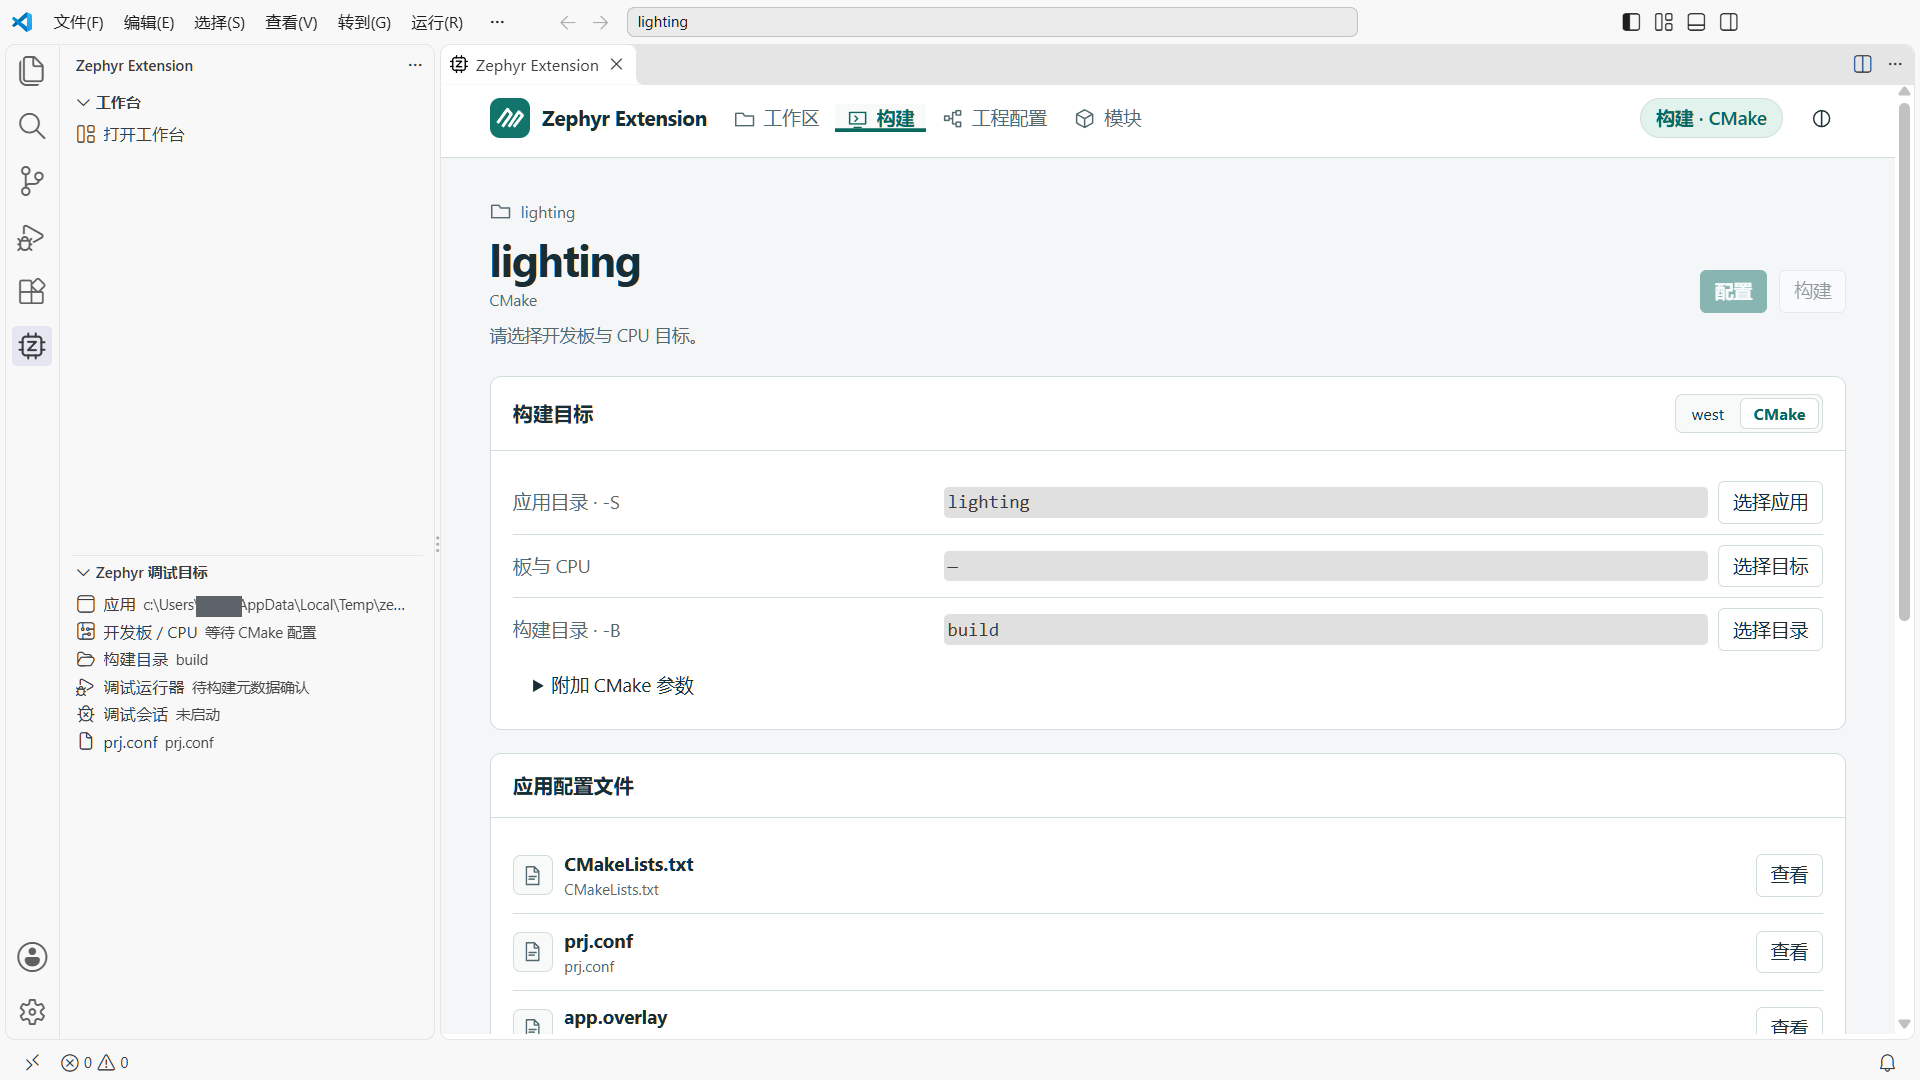 文件(F) 编辑(E) 选择(S) 查看(V) 转到(G) 运行(R) ··· lighting
Zephyr Extension
工作台
打开工作台
Zephyr 调试目标
应用 c:\Users\ AppData\Local\Temp\ze...
开发板 / CPU 等待 CMake 配置
构建目录 build
调试运行器 待构建元数据确认
调试会话 未启动
prj.conf prj.conf
Zephyr Extension
Zephyr Extension 工作区 构建 工程配置 模块 构建 · CMake
lighting
lighting
CMake
请选择开发板与 CPU 目标。
配置 构建
构建目标 west CMake
应用目录 · -S lighting 选择应用
板与 CPU — 选择目标
构建目录 · -B build 选择目录
附加 CMake 参数
应用配置文件
CMakeLists.txt
CMakeLists.txt
查看
prj.conf
prj.conf
查看
app.overlay
查看
0 0